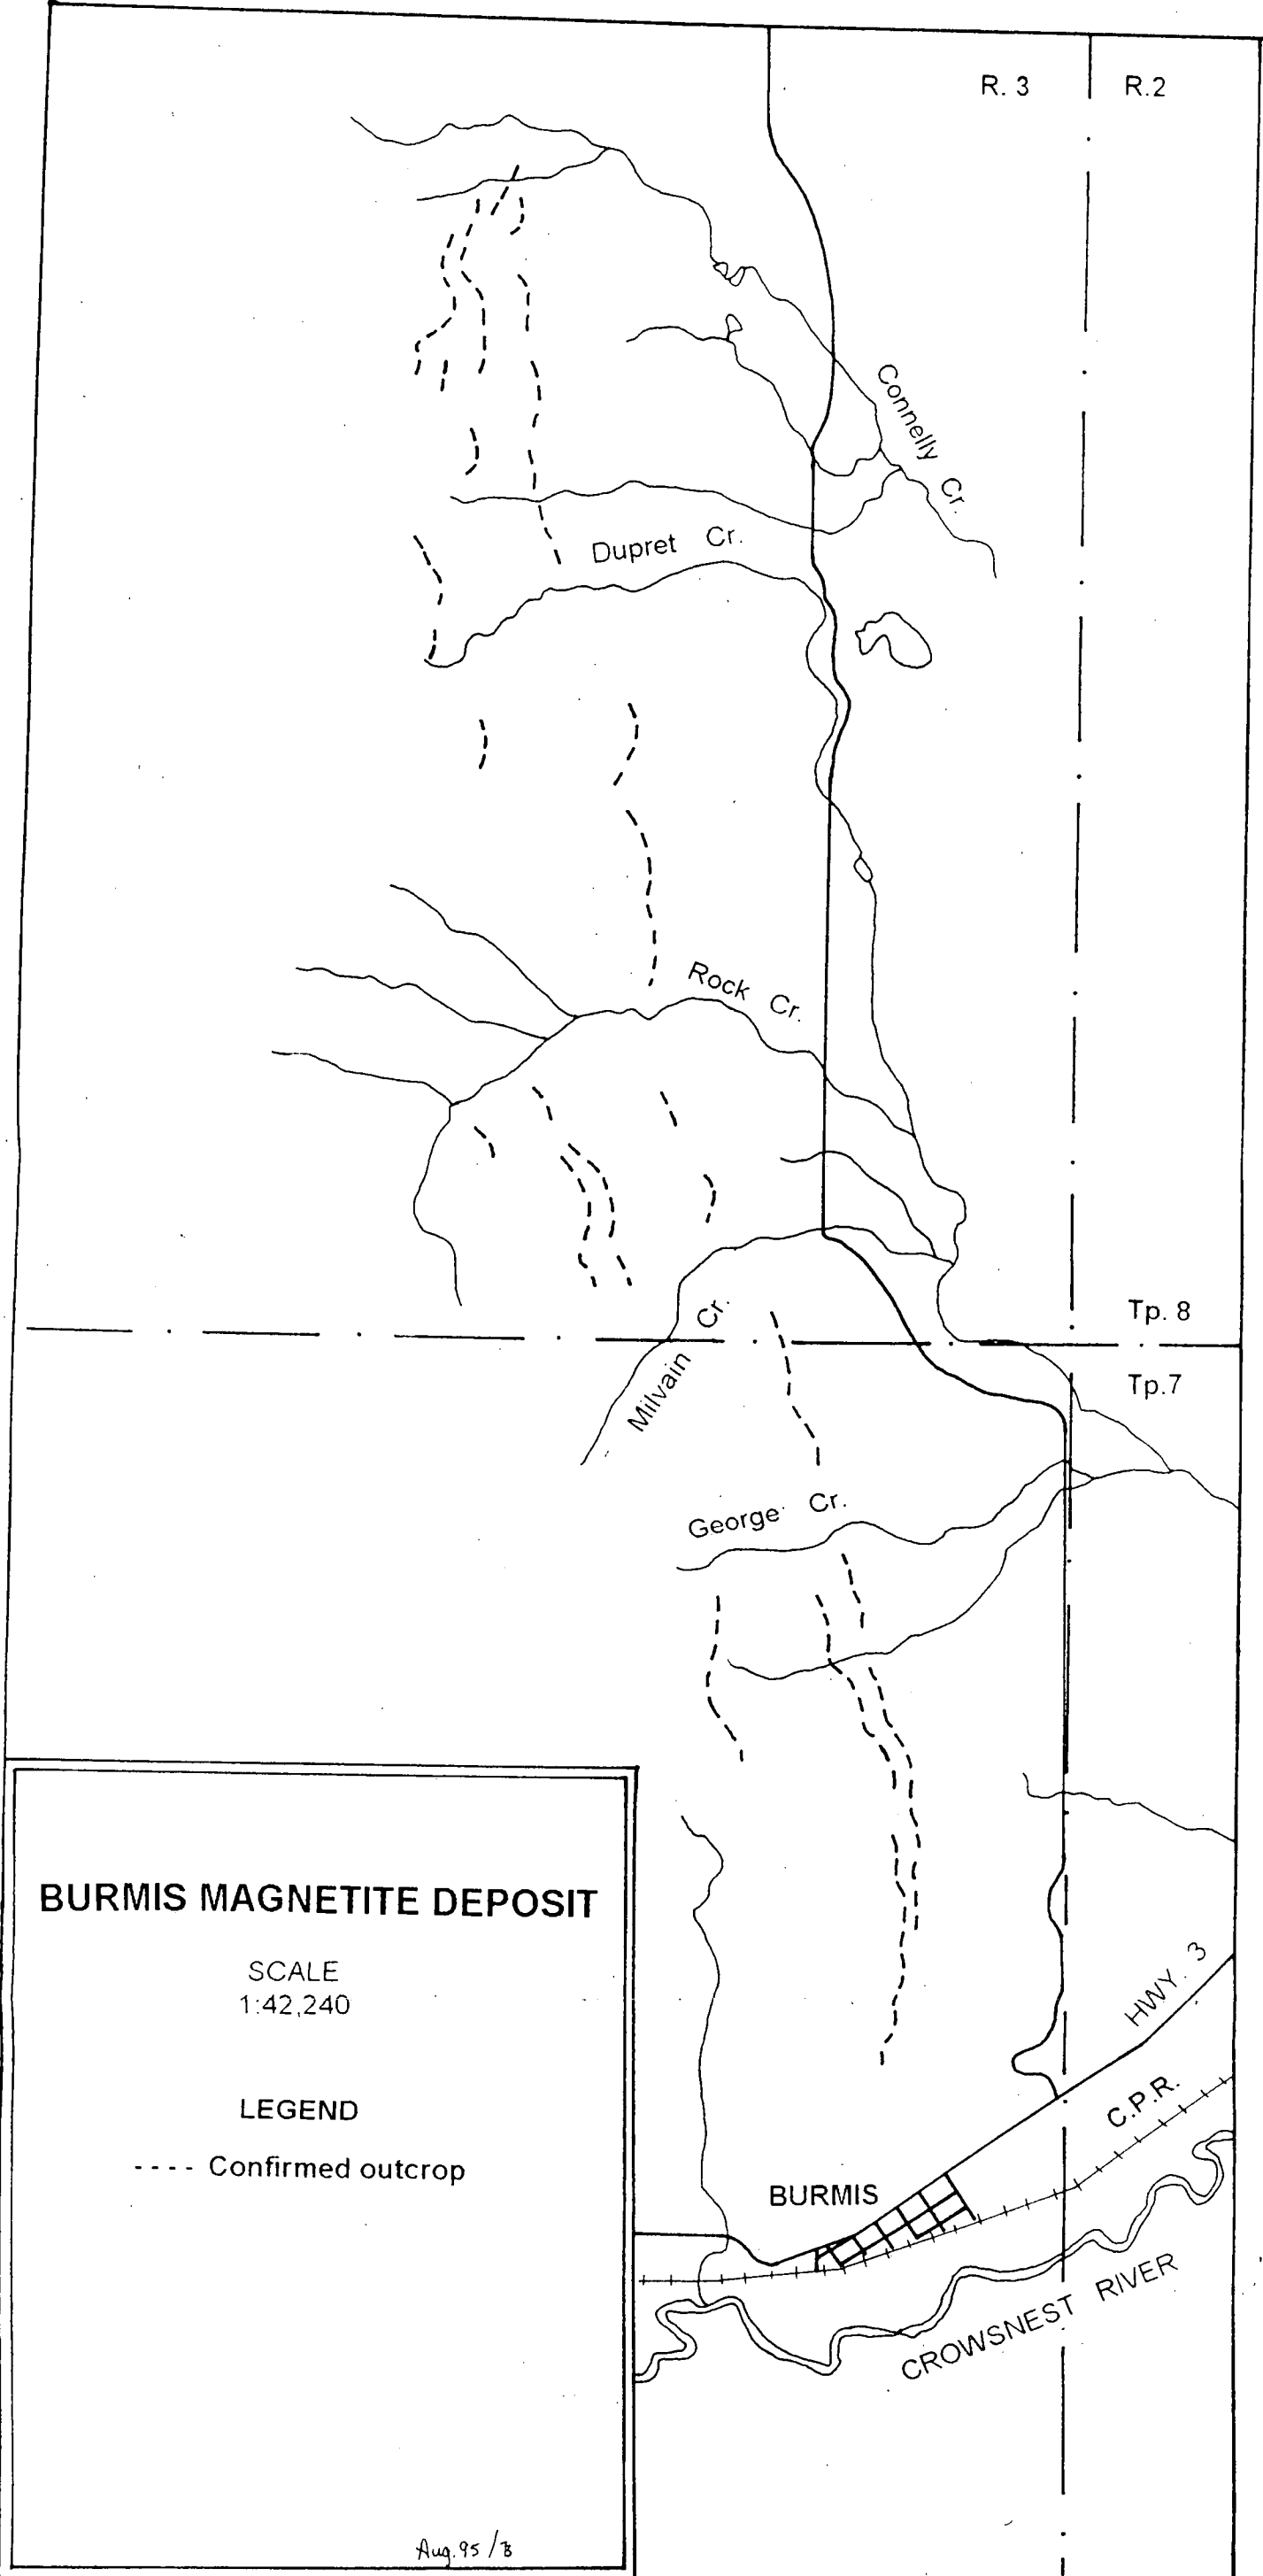 R. 3
R.2
Connelly Cr.
Dupret Cr.
Rock Cr.
Tp. 8
Milvain Cr.
Tp.7
George Cr.
HWY. 3
C.P.R.
BURMIS
CROWSNEST RIVER
BURMIS MAGNETITE DEPOSIT
SCALE
1:42,240
LEGEND
---- Confirmed outcrop
Aug. 95 /